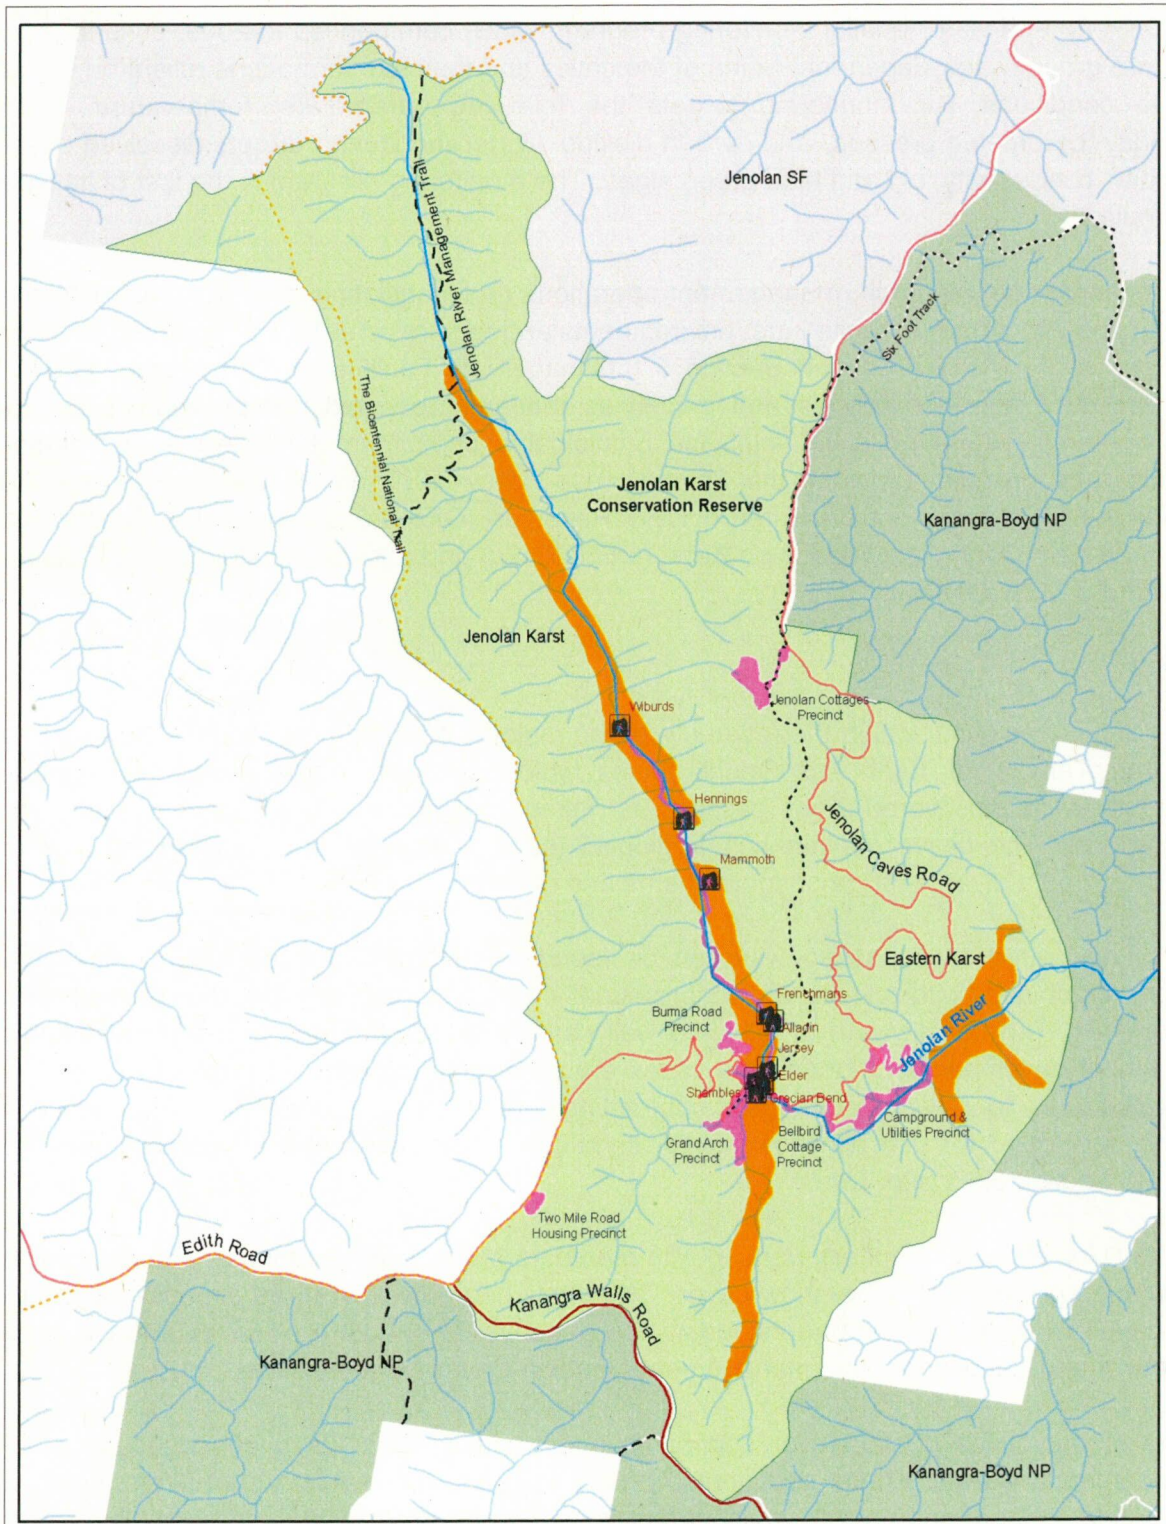 Jenolan SF
Jenolan River Management Trail
Six Foot Track
The Bicentennial National Trail
Jenolan Karst
Conservation Reserve
Kananga-Boyd NP
Jenolan Karst
Wiburds
Jenolan Cottages
Precinct
Hennings
Jenolan Caves Road
Mammoth
Eastern Karst
Frenchmans
Jenolan River
Burma Road
Precinct
Alladin
Jersey
Elder
Shambles
Grecian Bend
Campground &
Utilities Precinct
Grand Arch
Precinct
Bellbird
Cottage
Precinct
Two Mile Road
Housing Precinct
Edith Road
Kanangra Walls Road
Kanangra-Boyd NP
Kanangra-Boyd NP